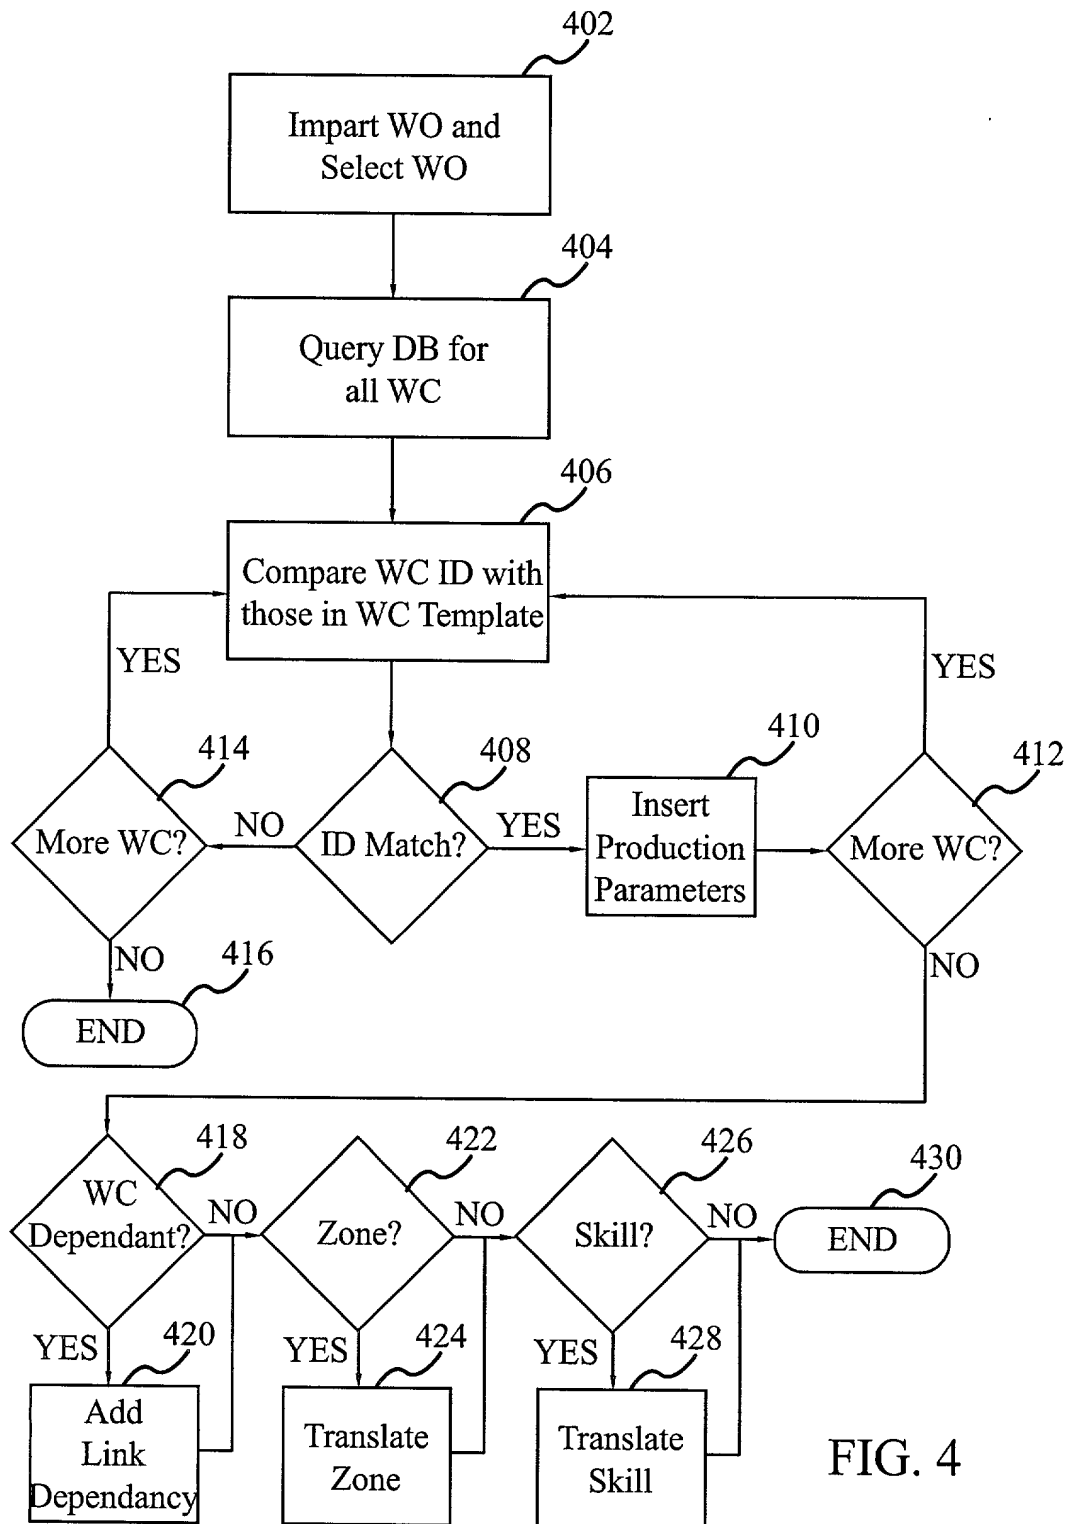 402
Impart WO and
Select WO
404
Query DB for
all WC
406
Compare WC ID with
those in WC Template
YES
YES
414
More WC?
NO
408
ID Match?
YES
410
Insert
Production
Parameters
412
More WC?
NO
416
END
NO
418
WC
Dependant?
NO
422
Zone?
NO
426
Skill?
NO
430
END
YES
420
Add
Link
Dependancy
YES
424
Translate
Zone
YES
428
Translate
Skill
FIG. 4